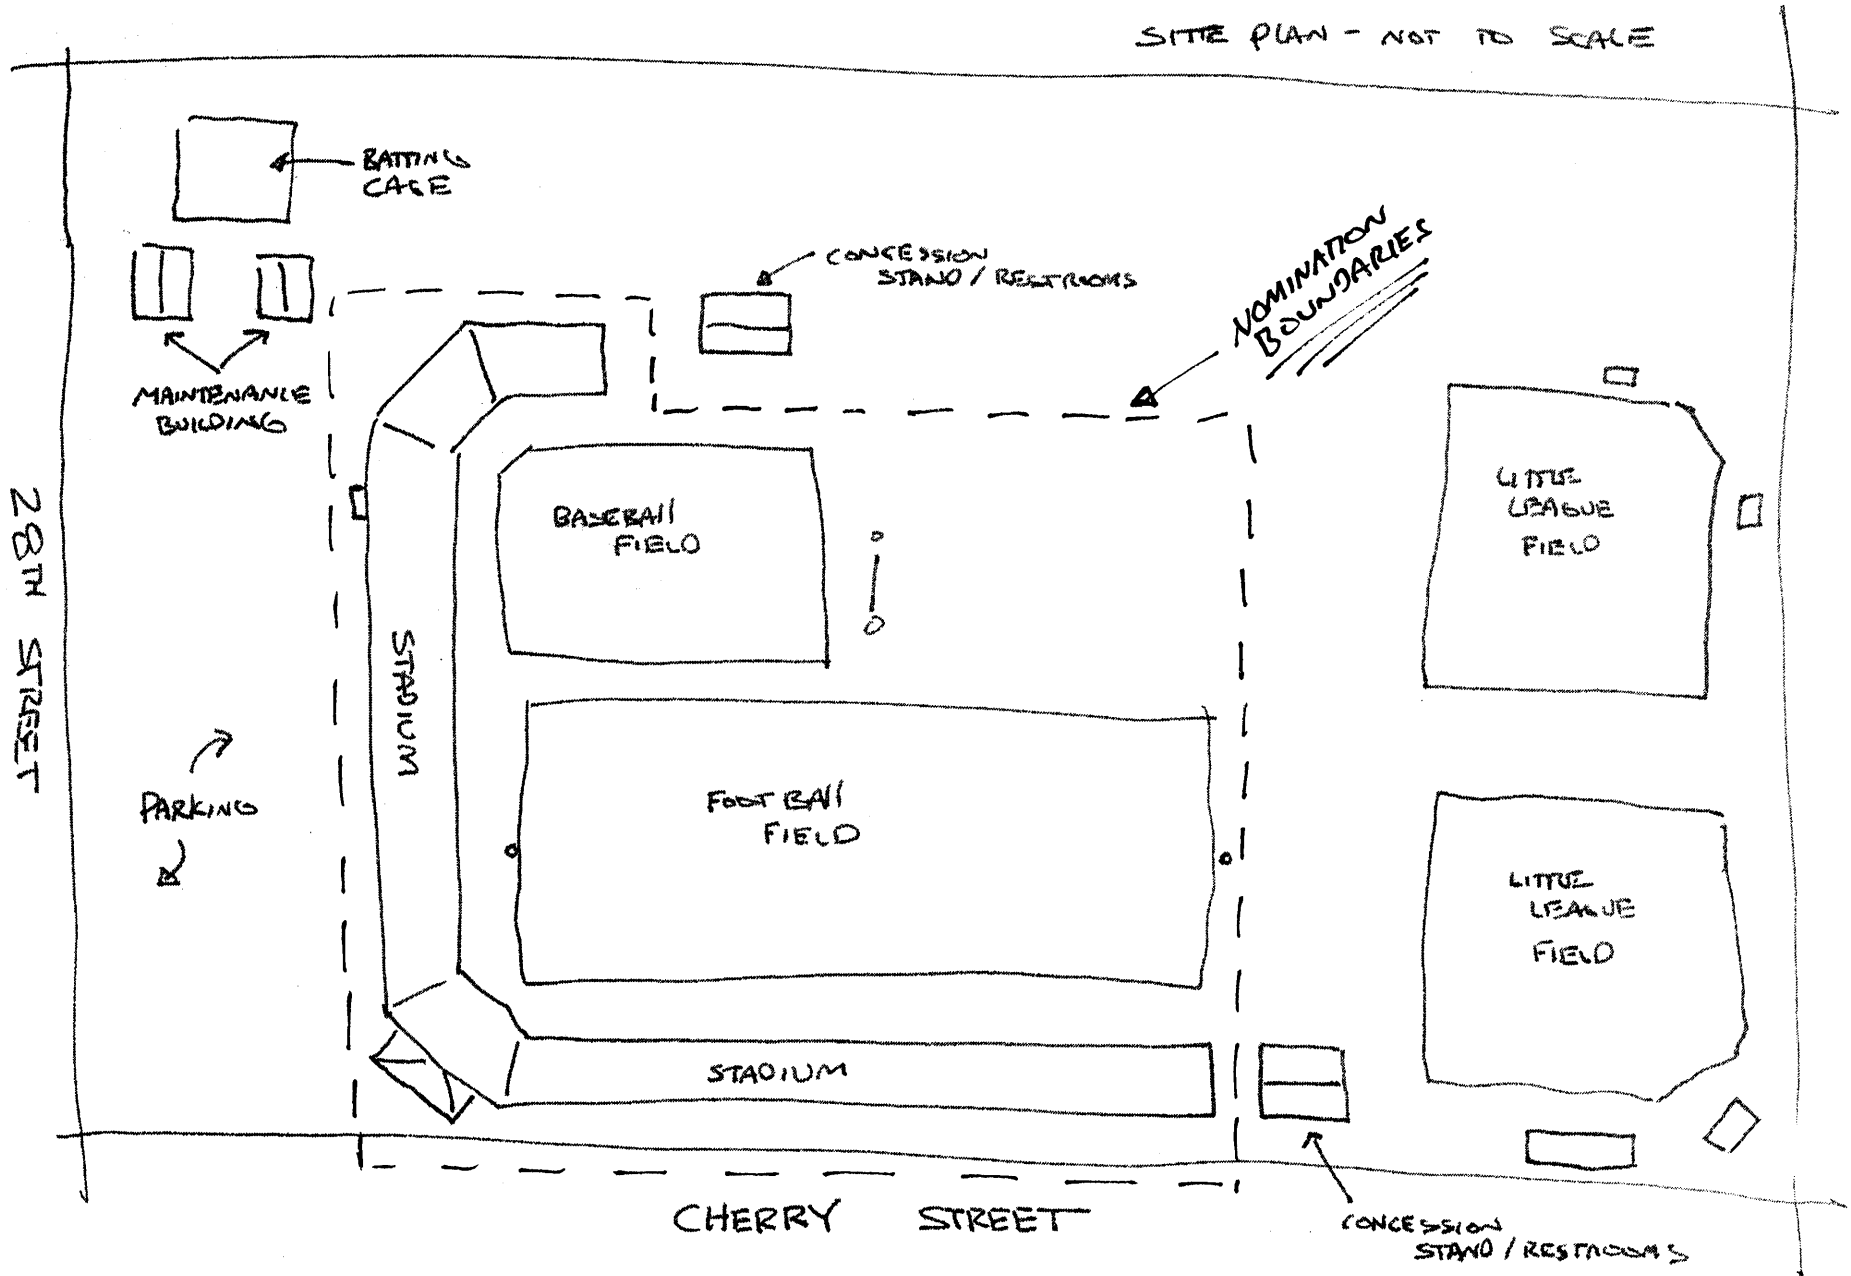 SITE PLAN - NOT TO SCALE
BATTING
CAGE
CONCESSION
STAND / RESTROOMS
NOMINATION
BOUNDARIES
MAINTENANCE
BUILDING
LITTLE
LEAGUE
FIELD
BASEBALL
FIELD
28TH STREET
STADIUM
PARKING
FOOTBALL
FIELD
LITTLE
LEAGUE
FIELD
STADIUM
CHERRY STREET
CONCESSION
STAND / RESTROOMS